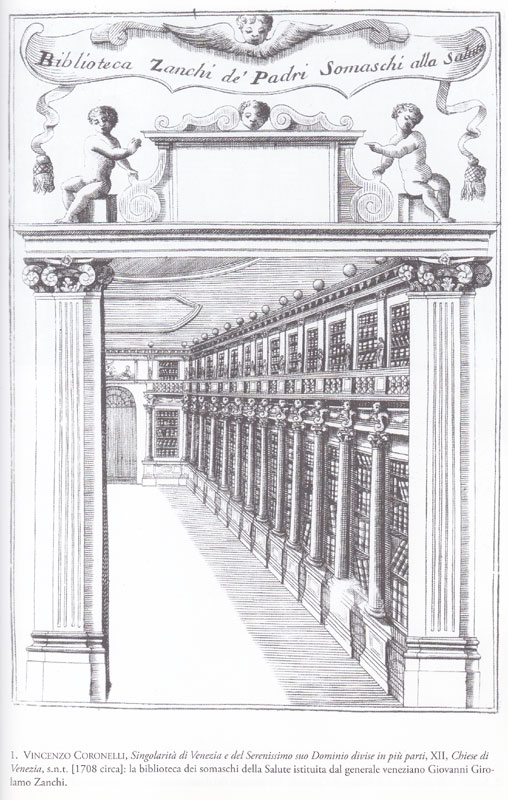 Biblioteca Zanchi de' Padri Somaschi alla Salute
1. VINCENZO CORONELLI, Singolarità di Venezia e del Serenissimo suo Dominio divise in più parti, XII, Chiese di
Venezia, s.n.t. [1708 circa]: la biblioteca dei somaschi della Salute istituita dal generale veneziano Giovanni Giro-
lamo Zanchi.